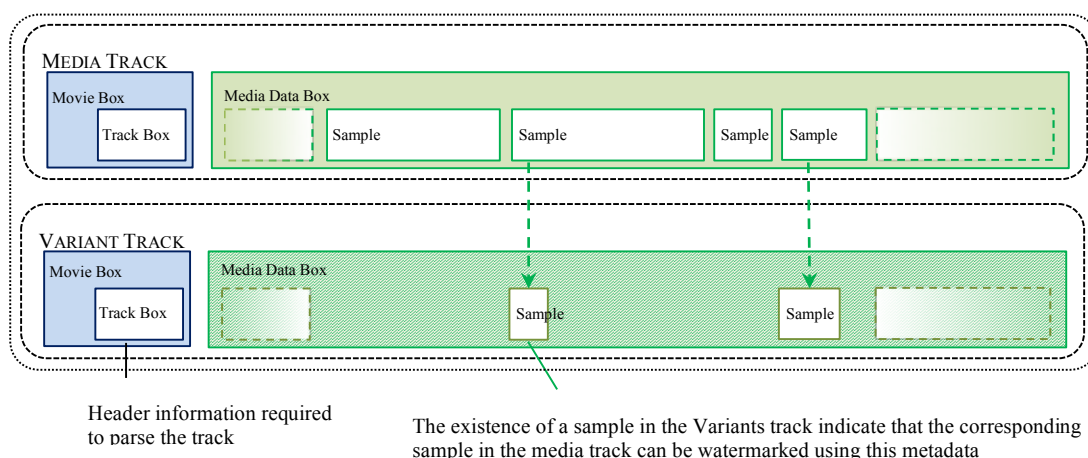 MEDIA TRACK
Movie Box
Track Box
Media Data Box
Sample
Sample
Sample
Sample
VARIANT TRACK
Movie Box
Track Box
Media Data Box
Sample
Sample
Header information required
to parse the track
The existence of a sample in the Variants track indicate that the corresponding
sample in the media track can be watermarked using this metadata